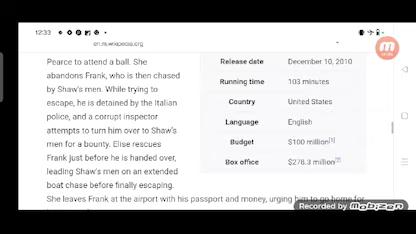 12:33
en.m.wikipedia.org
Pearce to attend a ball. She
abandons Frank, who is then chased
by Shaw's men. While trying to
escape, he is detained by the Italian
police, and a corrupt inspector
attempts to turn him over to Shaw's
men for a bounty. Elise rescues
Frank just before he is handed over,
leading Shaw's men on an extended
boat chase before finally escaping.
She leaves Frank at the airport with his passport and money, urging him to go home for
Release date December 10, 2010
Running time 103 minutes
Country United States
Language English
Budget $100 million
Box office $278.3 million
Recorded by Mobizen